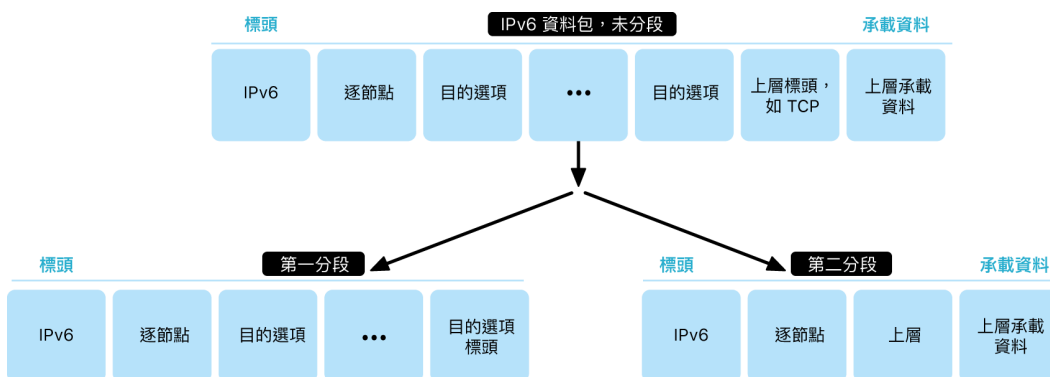 標頭
IPv6 資料包，未分段
承載資料
IPv6
逐節點
目的選項
•••
目的選項
上層標頭，
如 TCP
上層承載
資料
標頭
第一分段
IPv6
逐節點
目的選項
•••
目的選項
標頭
標頭
第二分段
承載資料
IPv6
逐節點
上層
上層承載
資料